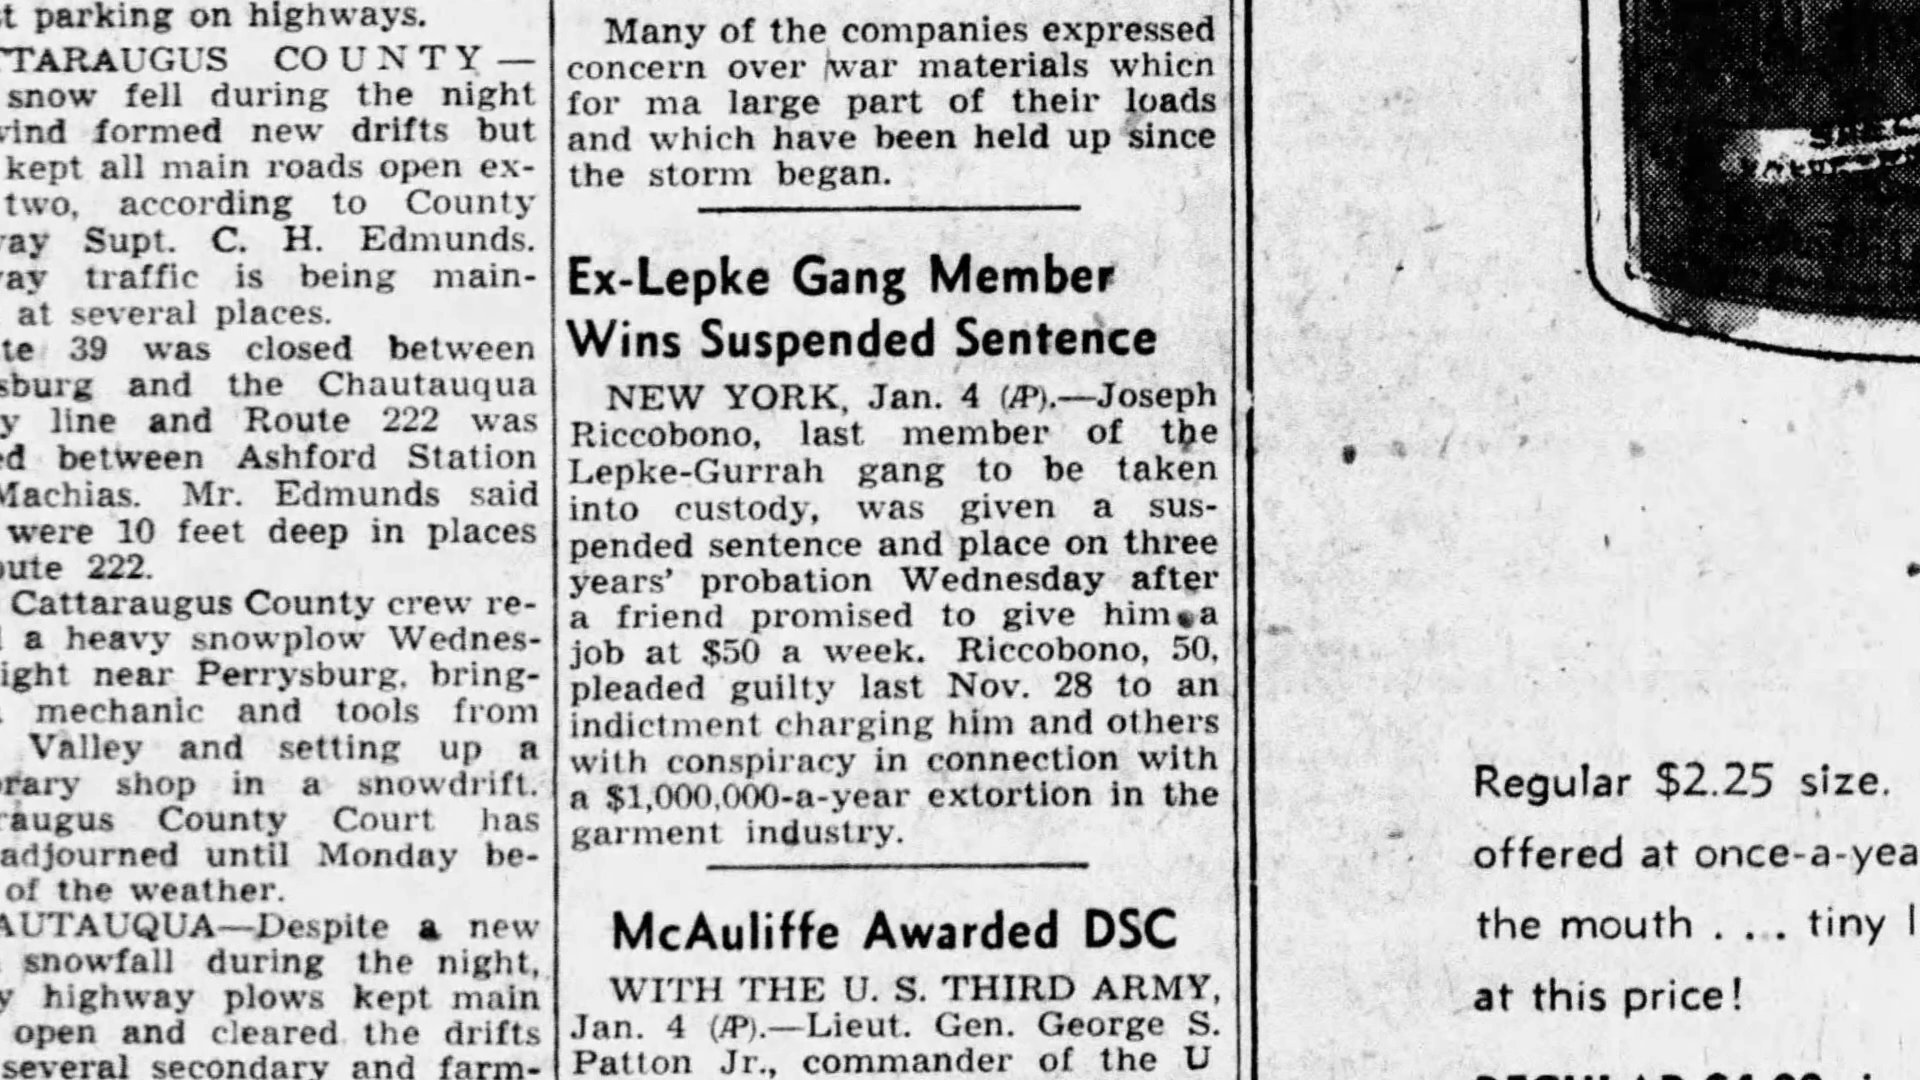 t parking on highways.
TARAUGUS COUNTY —
snow fell during the night
ind formed new drifts but
kept all main roads open ex-
two, according to County
ay Supt. C. H. Edmunds.
ay traffic is being main-
at several places.
te 39 was closed between
sburg and the Chautauqua
y line and Route 222 was
ed between Ashford Station
Machias. Mr. Edmunds said
were 10 feet deep in places
oute 222.
Cattaraugus County crew re-
a heavy snowplow Wednes-
ight near Perrysburg, bring-
mechanic and tools from
Valley and setting up a
rary shop in a snowdrift.
raugus County Court has
adjourned until Monday be-
of the weather.
AUTAUQUA—Despite a new
snowfall during the night,
y highway plows kept main
open and cleared the drifts
several secondary and farm-
Many of the companies expressed
concern over war materials which
for ma large part of their loads
and which have been held up since
the storm began.
Ex-Lepke Gang Member
Wins Suspended Sentence
NEW YORK, Jan. 4 (AP).—Joseph
Riccobono, last member of the
Lepke-Gurrah gang to be taken
into custody, was given a sus-
pended sentence and place on three
years' probation Wednesday after
a friend promised to give him a
job at $50 a week. Riccobono, 50,
pleaded guilty last Nov. 28 to an
indictment charging him and others
with conspiracy in connection with
a $1,000,000-a-year extortion in the
garment industry.
McAuliffe Awarded DSC
WITH THE U. S. THIRD ARMY,
Jan. 4 (AP).—Lieut. Gen. George S.
Patton Jr., commander of the U
Regular $2.25 size.
offered at once-a-yea
the mouth . . . tiny l
at this price!